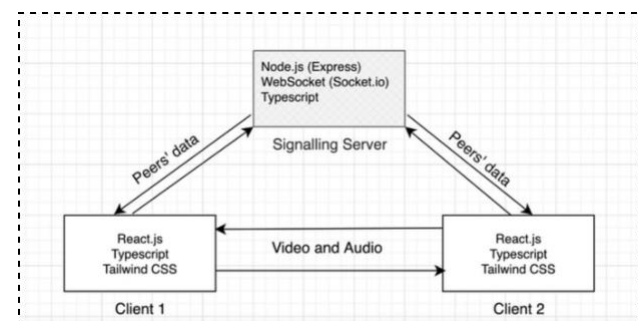 Node.js (Express)
WebSocket (Socket.io)
Typescript
Signalling Server
Peers' data
Peers' data
Video and Audio
React.js
Typescript
Tailwind CSS
Client 1
React.js
Typescript
Tailwind CSS
Client 2